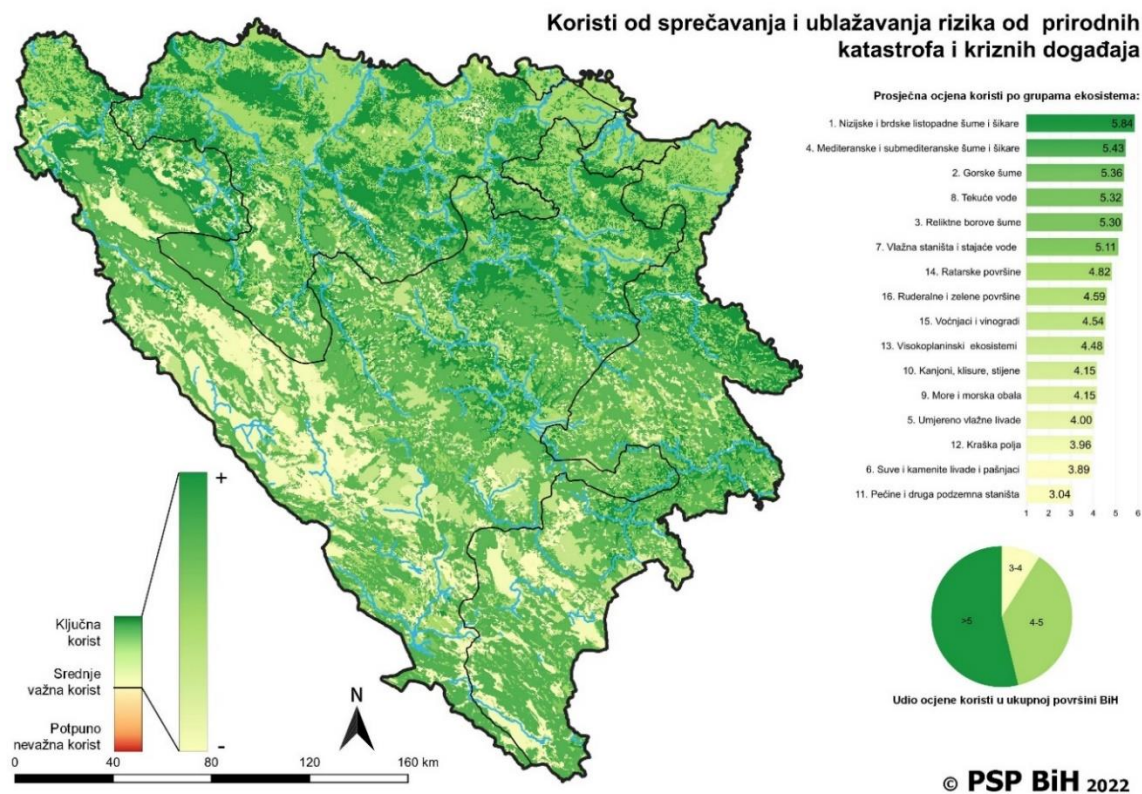 Koristi od sprečavanja i ublažavanja rizika od prirodnih
katastrofa i kriznih događaja
Prosječna ocjena koristi po grupama ekosistema:
1. Nizijske i brdske listopadne šume i šikare 5.84
4. Mediteranske i submediteranske šume i šikare 5.43
2. Gorske šume 5.36
8. Tekuće vode 5.32
3. Reliktne borove šume 5.30
7. Vlažna staništa i stajaće vode 5.11
14. Ratarske površine 4.82
16. Ruderalne i zelene površine 4.59
15. Voćnjaci i vinogradi 4.54
13. Visokoplaninski ekosistemi 4.48
10. Kanjoni, klisure, stijene 4.15
9. More i morska obala 4.15
5. Umjereno vlažne livade 4.00
12. Kraška polja 3.96
6. Suve i kamenite livade i pašnjaci 3.89
11. Pećine i druga podzemna staništa 3.04
1 2 3 4 5 6
3-4
4-5
>5
Udio ocjene koristi u ukupnoj površini BiH
+
-
Ključna
korist
Srednje
važna korist
Potpuno
nevažna korist
N
0 40 80 120 160 km
© PSP BiH 2022